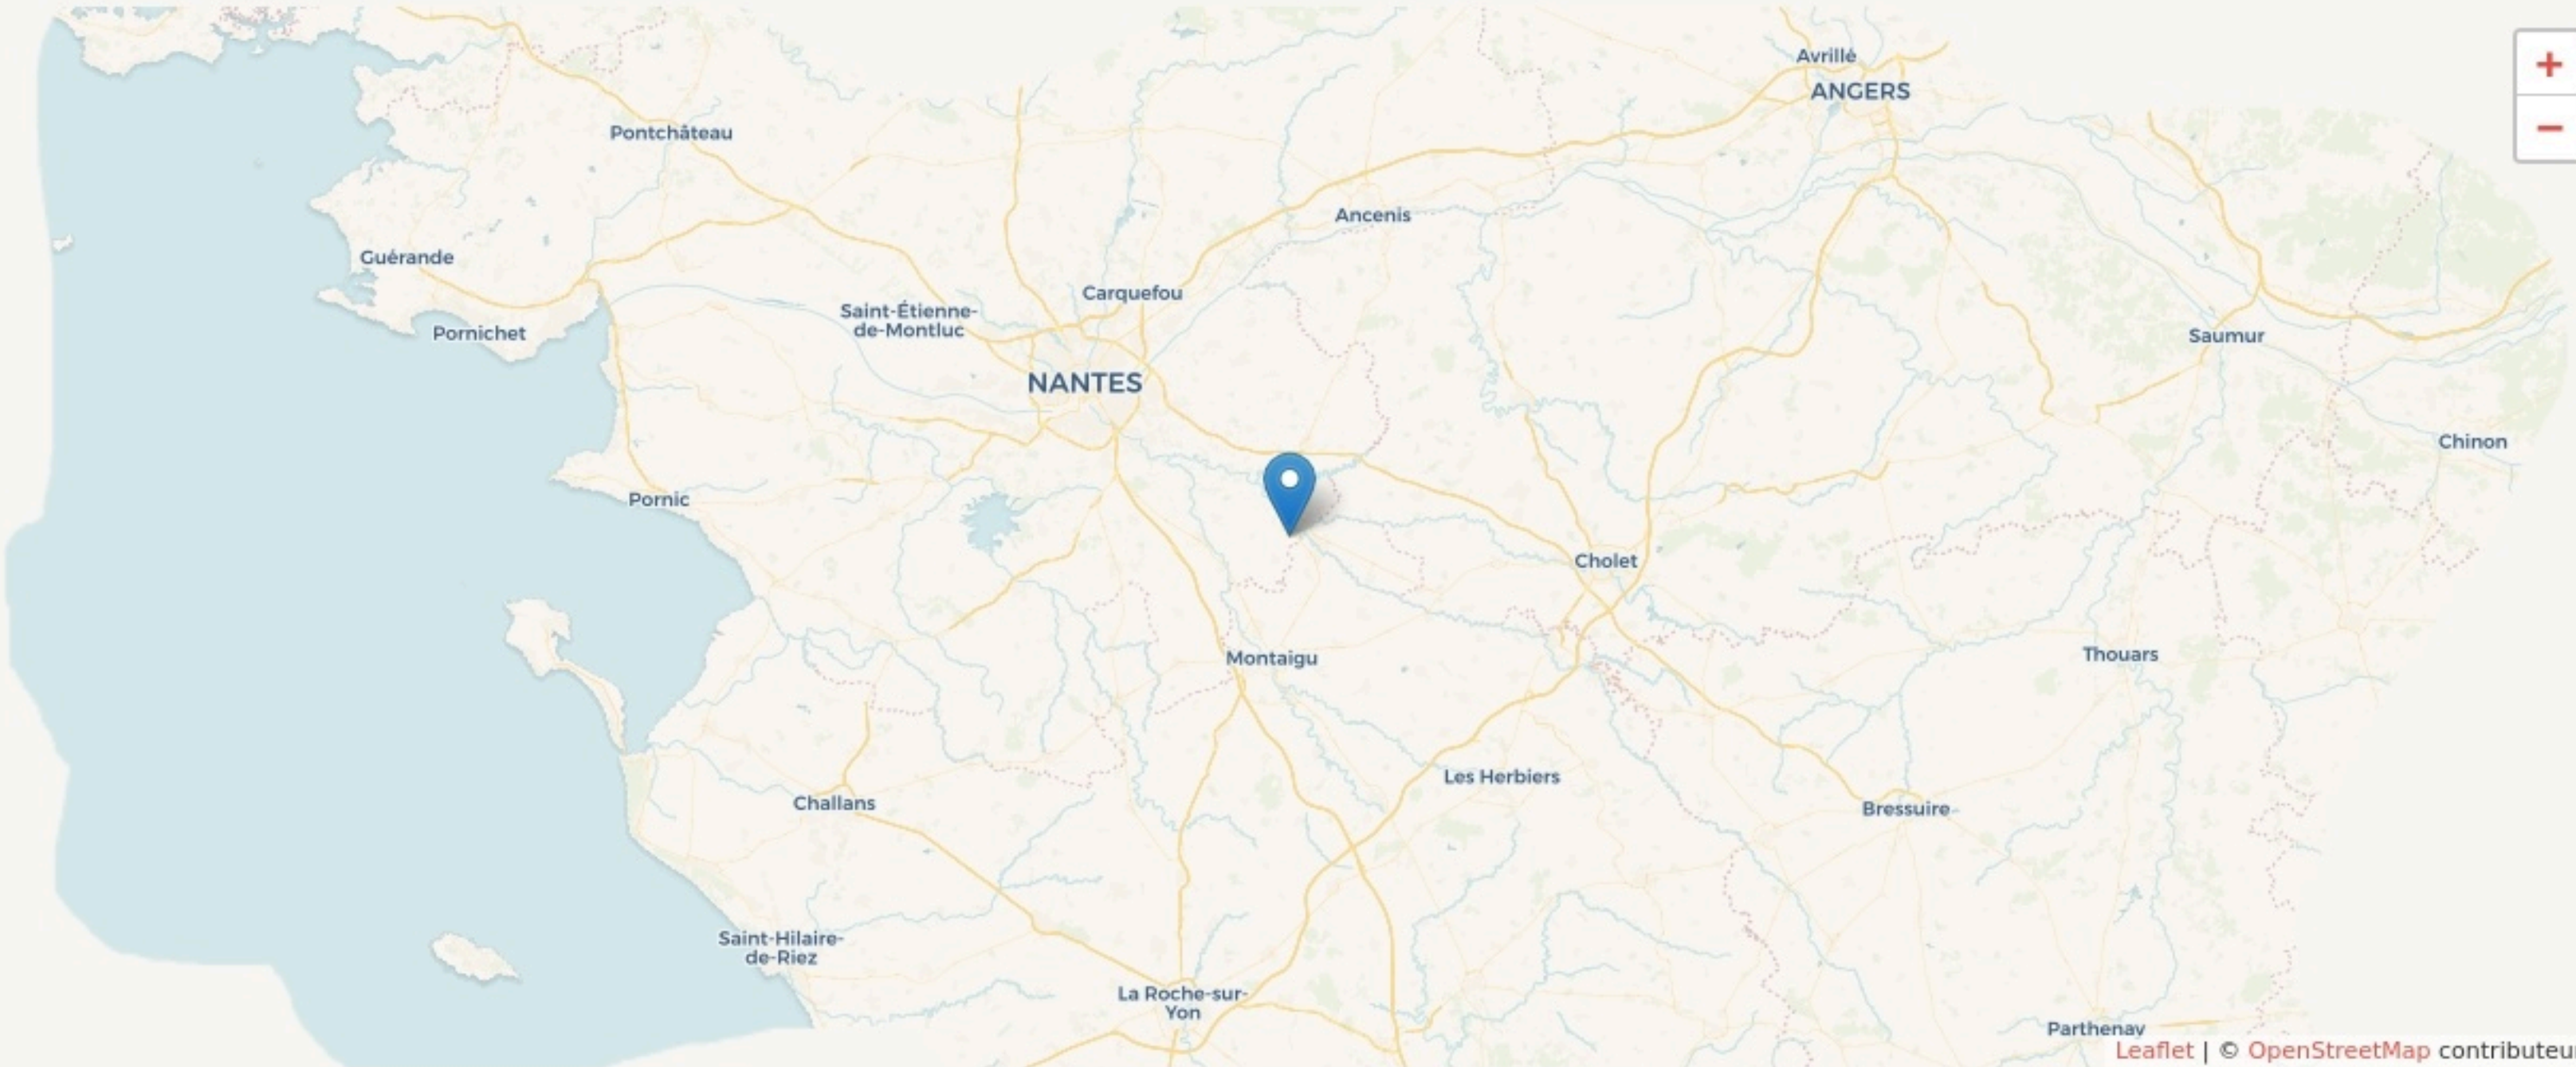 Avrillé
ANGERS
Pontchâteau
Ancenis
Guérande
Carquefou
Saint-Étienne-
de-Montluc
Pornichet
Saumur
NANTES
Chinon
Pornic
Cholet
Montaigu
Thouars
Les Herbiers
Challans
Bressuire
Saint-Hilaire-
de-Riez
La Roche-sur-
Yon
Parthenay
+
−
Leaflet | © OpenStreetMap contributeu